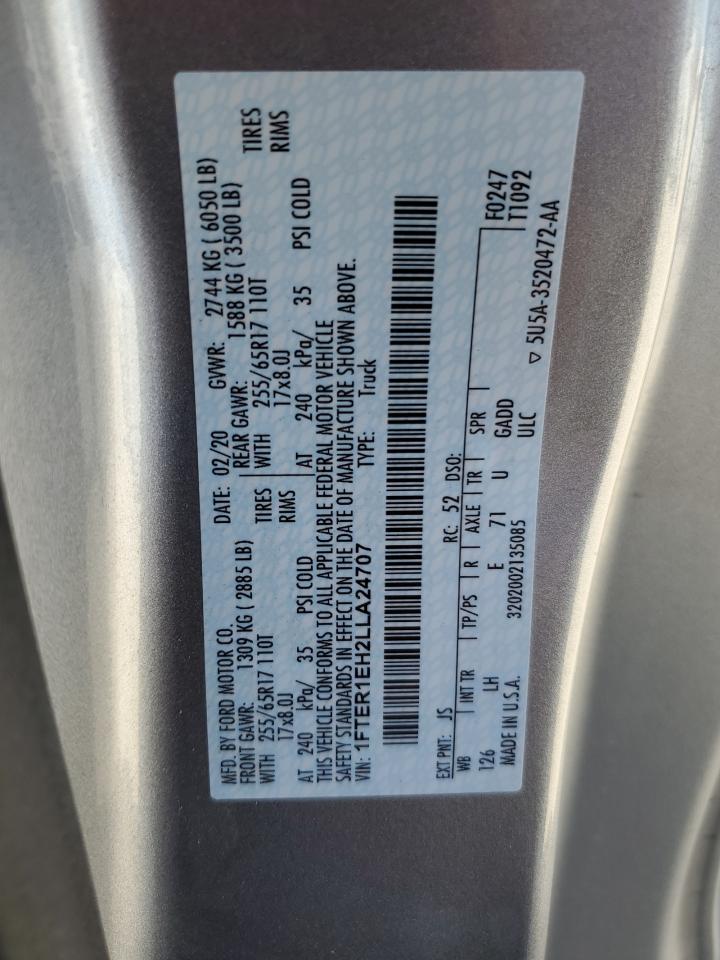 MFD. BY FORD MOTOR CO.
DATE: 02/20 GVWR: 2744 KG ( 6050 LB)
FRONT GAWR: 1309 KG ( 2885 LB)
REAR GAWR: 1588 KG ( 3500 LB)
WITH 255/65R17 110T TIRES
WITH 255/65R17 110T TIRES
17x8.0J RIMS
17x8.0J RIMS
AT 240 kPa/ 35 PSI COLD
AT 240 kPa/ 35 PSI COLD
THIS VEHICLE CONFORMS TO ALL APPLICABLE FEDERAL MOTOR VEHICLE
SAFETY STANDARDS IN EFFECT ON THE DATE OF MANUFACTURE SHOWN ABOVE.
VIN: 1FTER1EH2LLA24707 TYPE: Truck
EXT PNT: JS RC: 52 DSO:
WB INT TR TP/PS R AXLE TR SPR F0247
126 LH E 71 U GADD T1092
MADE IN U.S.A. 3202002135085 ULC
▽ 5U5A-3520472-AA